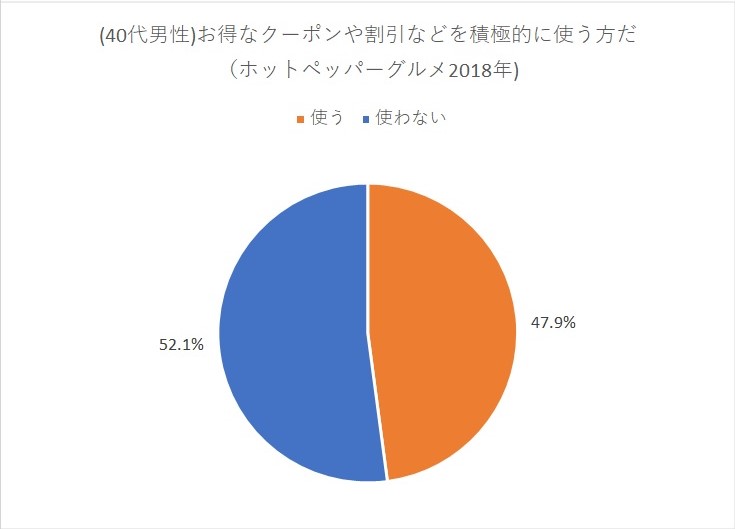 (40代男性)お得なクーポンや割引などを積極的に使う方だ
（ホットペッパーグルメ2018年)
使う 使わない
47.9%
52.1%